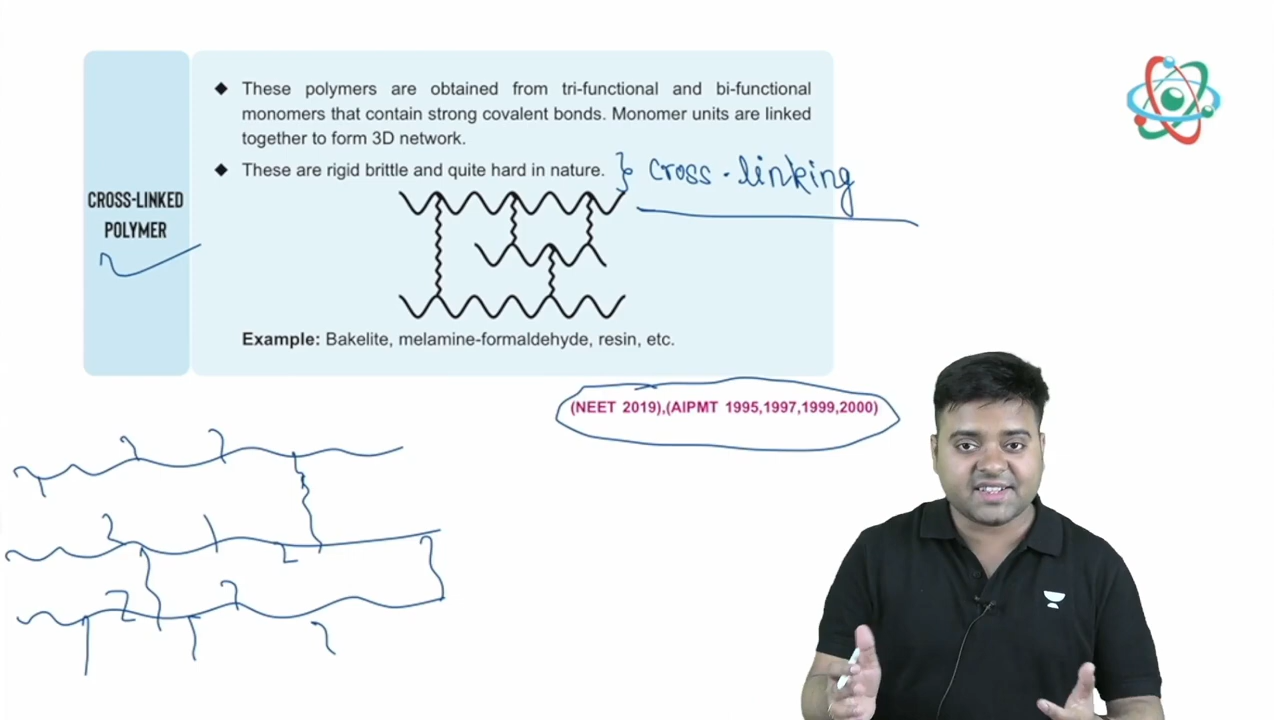 ◆ These polymers are obtained from tri-functional and bi-functional
monomers that contain strong covalent bonds. Monomer units are linked
together to form 3D network.
◆ These are rigid brittle and quite hard in nature. } cross-linking
CROSS-LINKED
POLYMER
Example: Bakelite, melamine-formaldehyde, resin, etc.
(NEET 2019),(AIPMT 1995,1997,1999,2000)